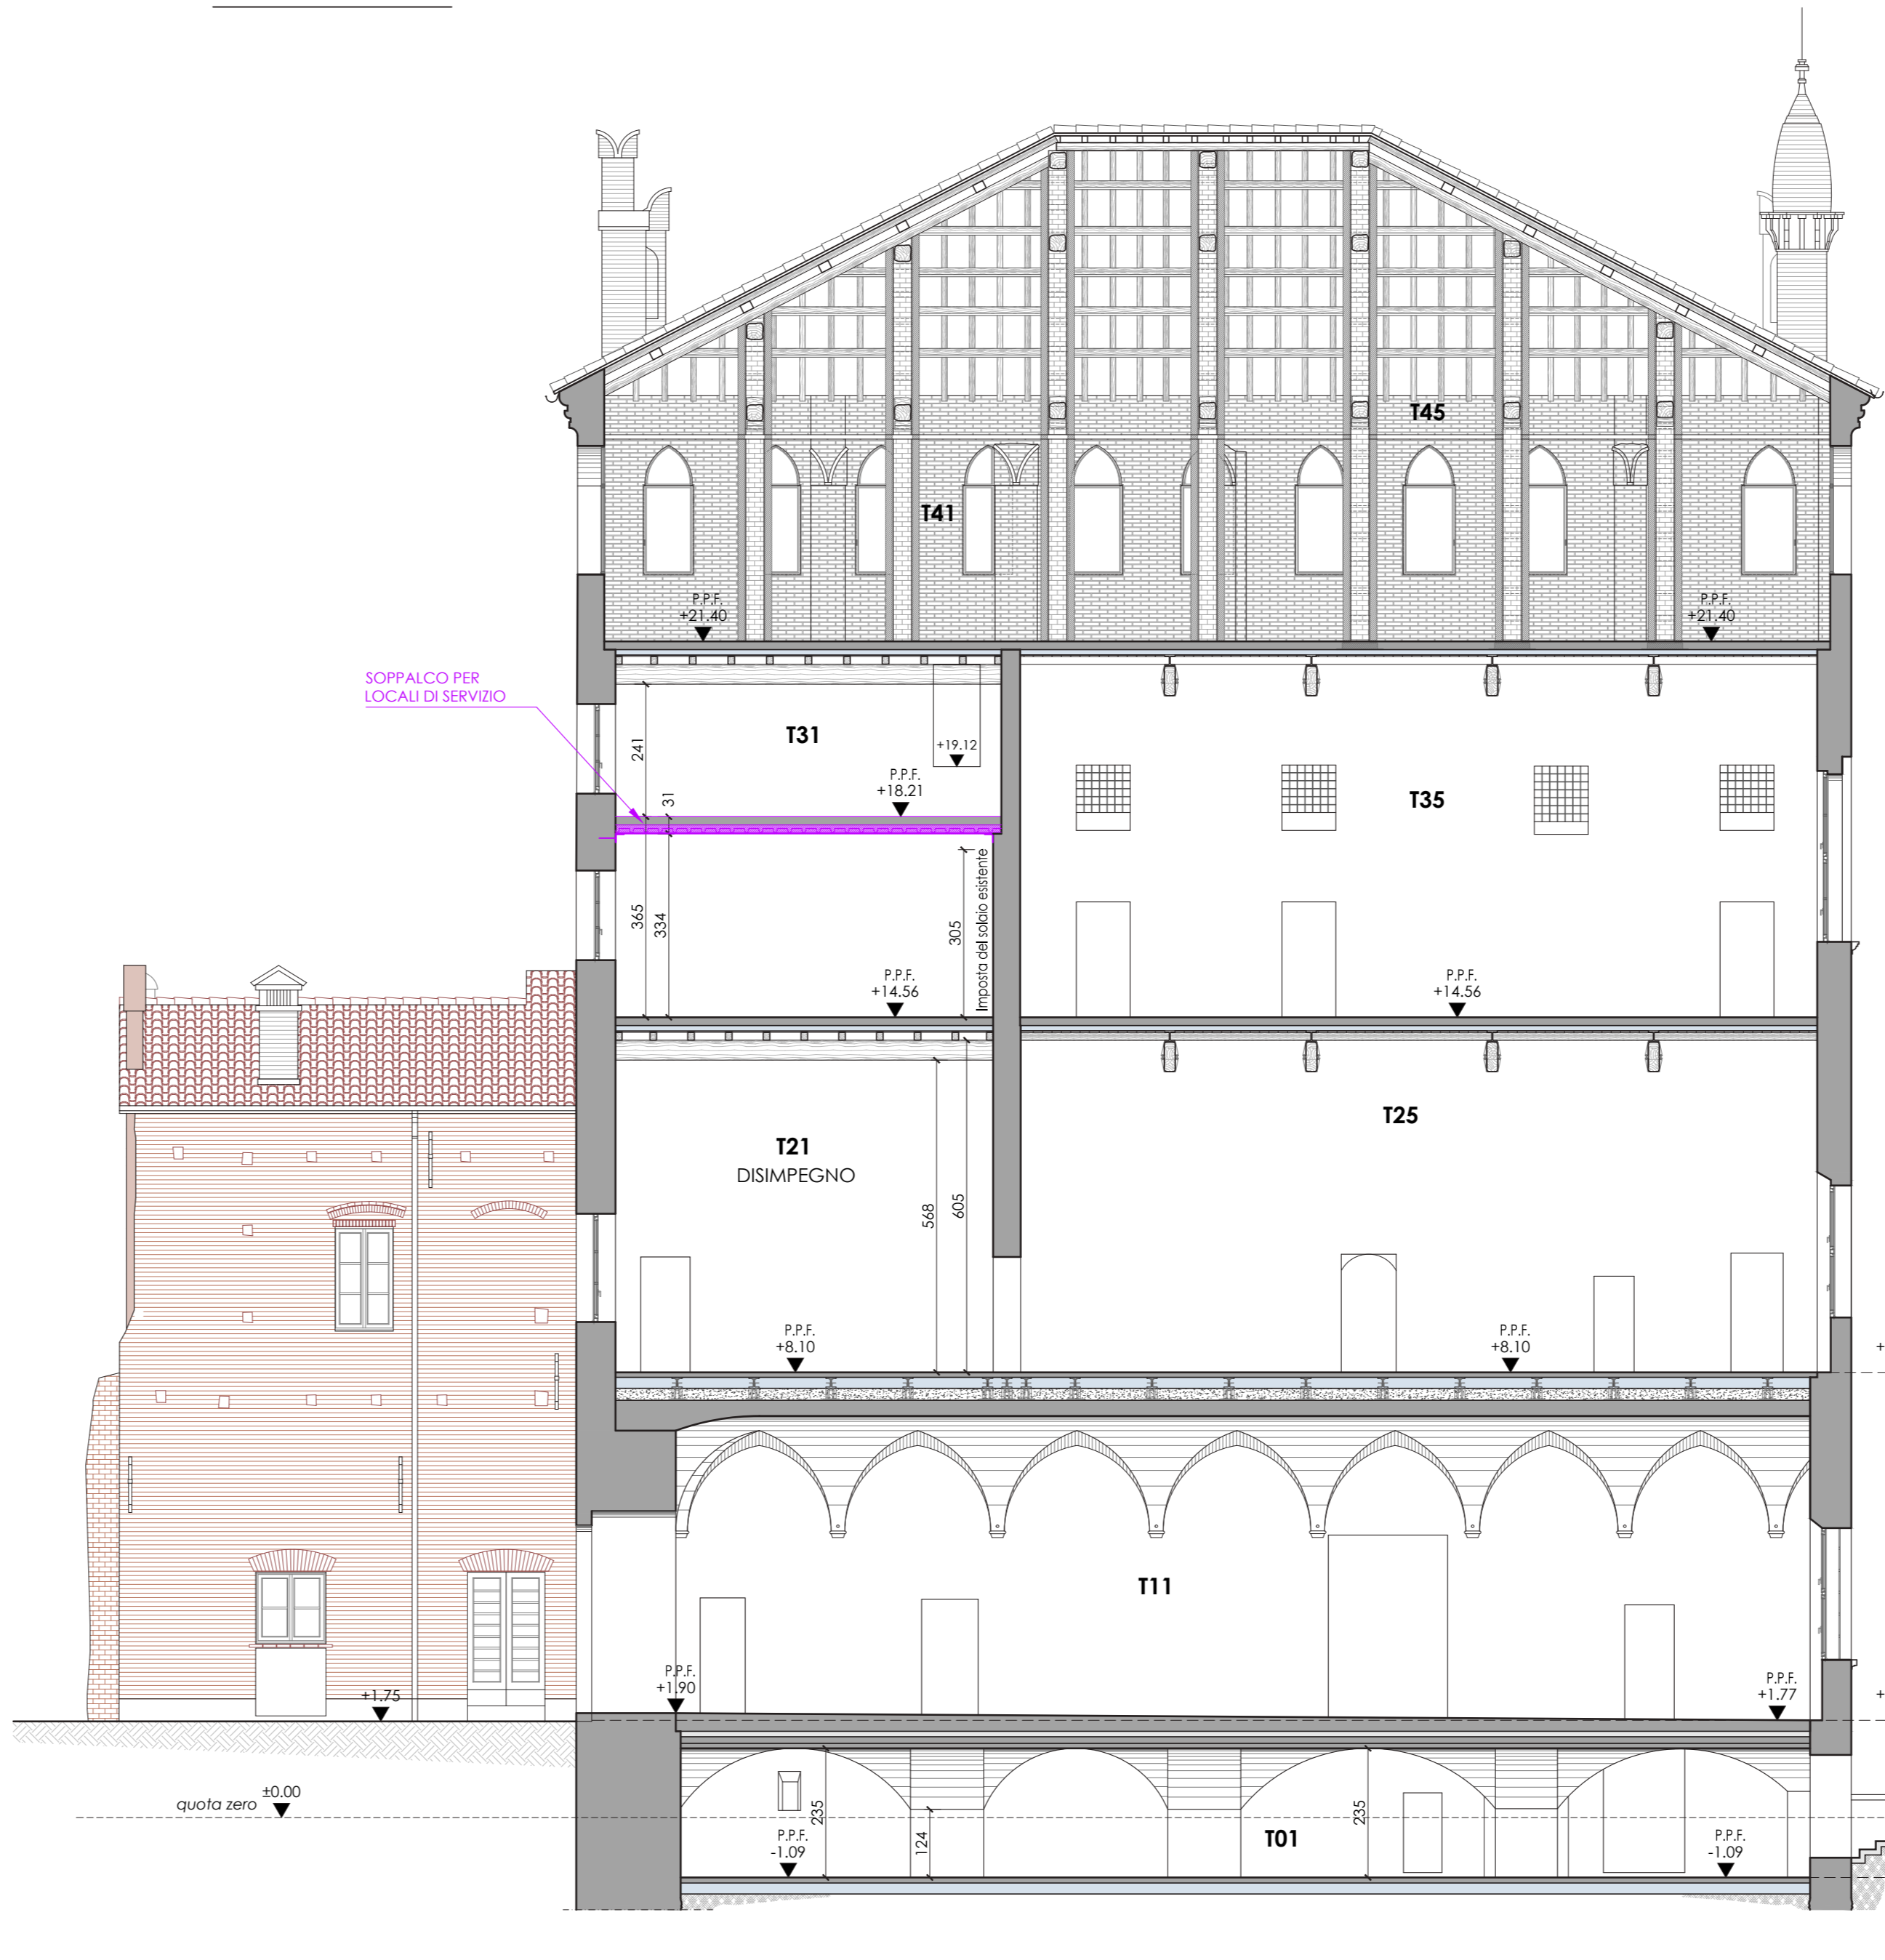 T45
T41
P.P.F.
+21.40
P.P.F.
+21.40
SOPPALCO PER
LOCALI DI SERVIZIO
T31
241
+19.12
P.P.F.
+18.21
31
T35
365
334
305
Imposta del solaio esistente
P.P.F.
+14.56
P.P.F.
+14.56
T21
DISIMPEGNO
T25
568
605
P.P.F.
+8.10
P.P.F.
+8.10
+
T11
P.P.F.
+1.90
+1.75
P.P.F.
+1.77
+
quota zero
±0.00
235
124
235
T01
P.P.F.
-1.09
P.P.F.
-1.09